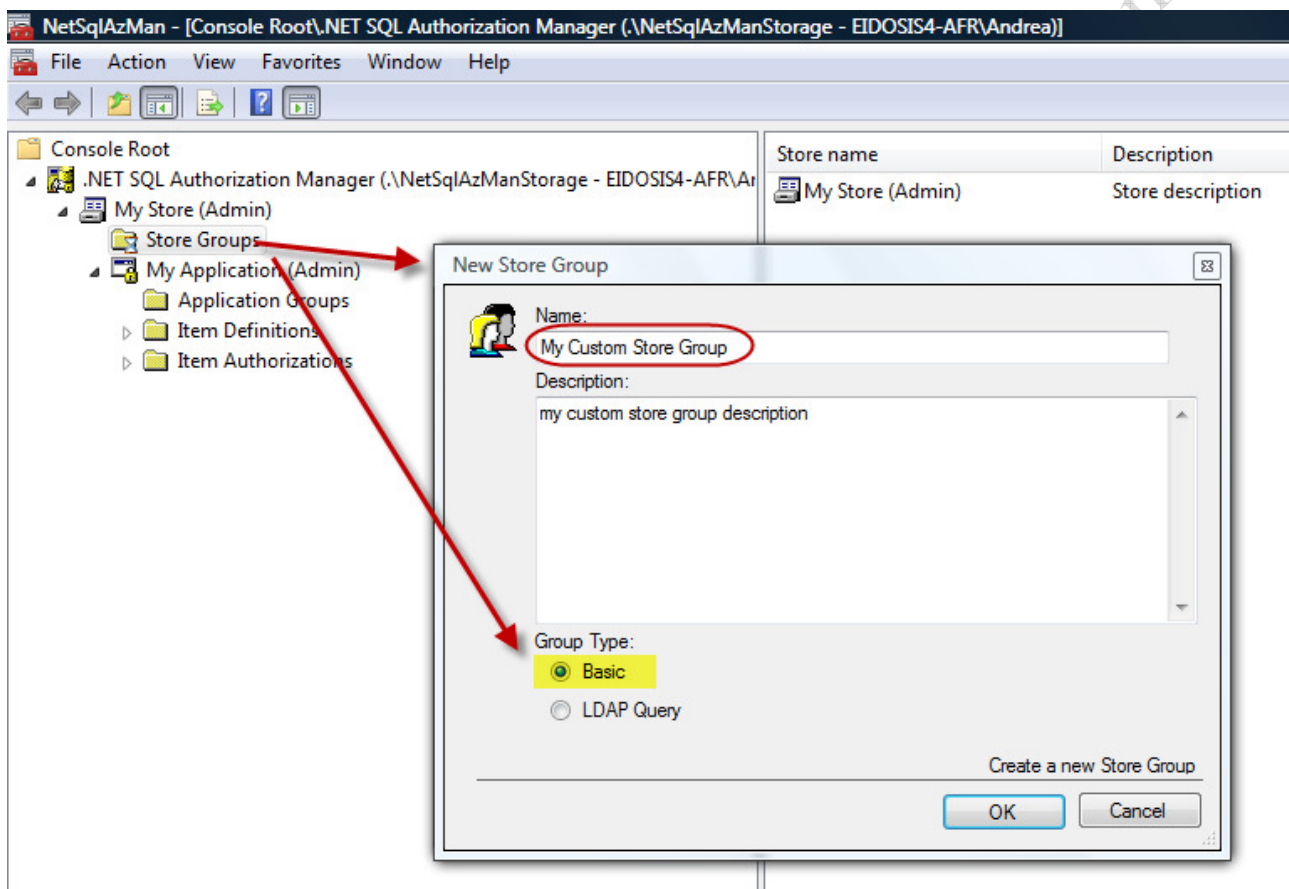 NetSqlAzMan - [Console Root\.NET SQL Authorization Manager (.\NetSqlAzManStorage - EIDOSIS4-AFR\Andrea)]
File Action View Favorites Window Help
Console Root
.NET SQL Authorization Manager (.\NetSqlAzManStorage - EIDOSIS4-AFR\Ar
My Store (Admin)
Store Groups
My Application (Admin)
Application Groups
Item Definitions
Item Authorizations
Store name Description
My Store (Admin) Store description
New Store Group
Name:
My Custom Store Group
Description:
my custom store group description
Group Type:
Basic
LDAP Query
Create a new Store Group
OK Cancel